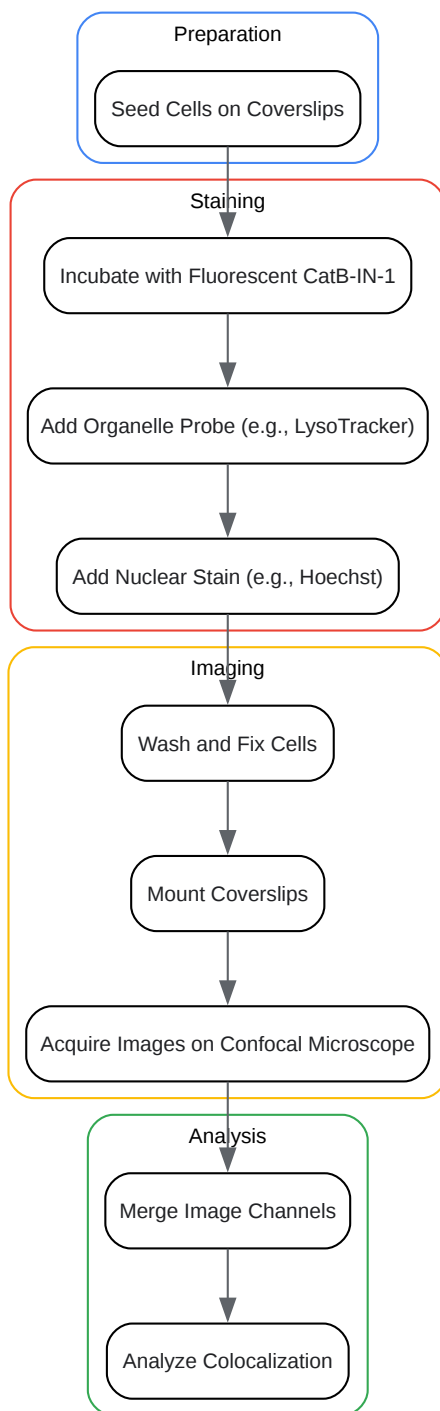 Preparation
Seed Cells on Coverslips
Staining
Incubate with Fluorescent CatB-IN-1
Add Organelle Probe (e.g., LysoTracker)
Add Nuclear Stain (e.g., Hoechst)
Imaging
Wash and Fix Cells
Mount Coverslips
Acquire Images on Confocal Microscope
Analysis
Merge Image Channels
Analyze Colocalization